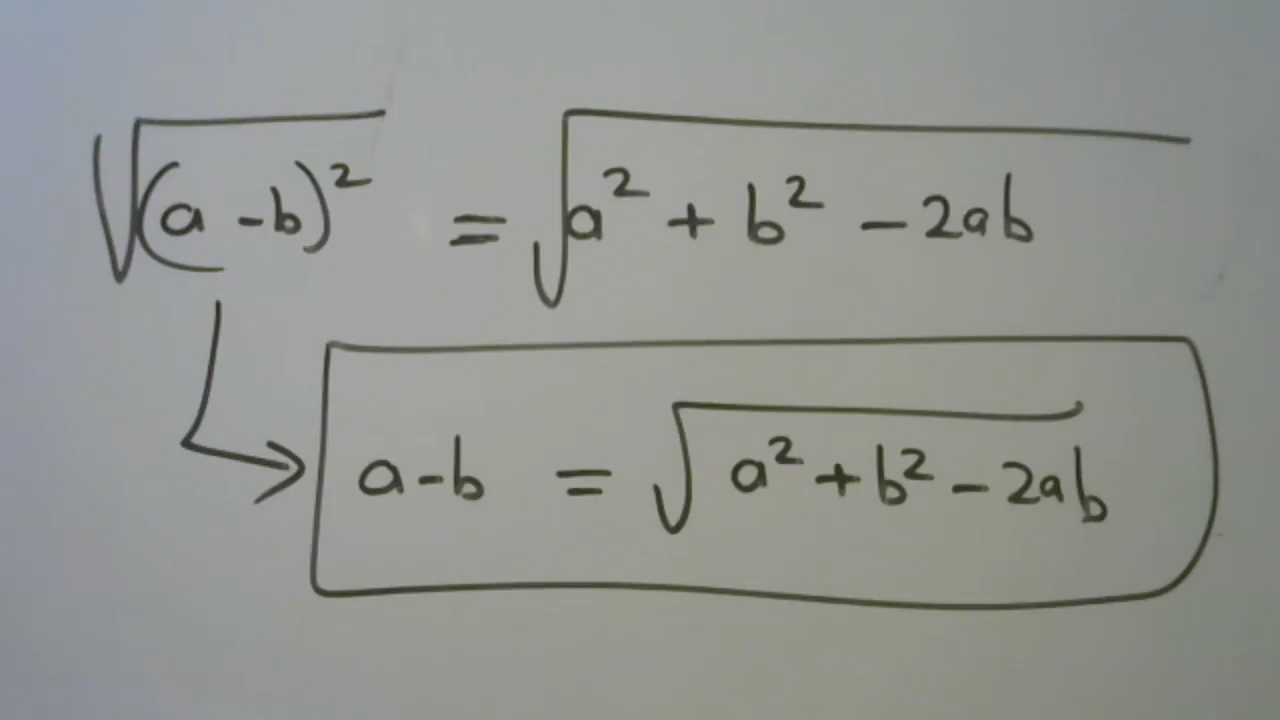 √(a-b)² = √a² + b² - 2ab
a-b = √a² + b² - 2ab